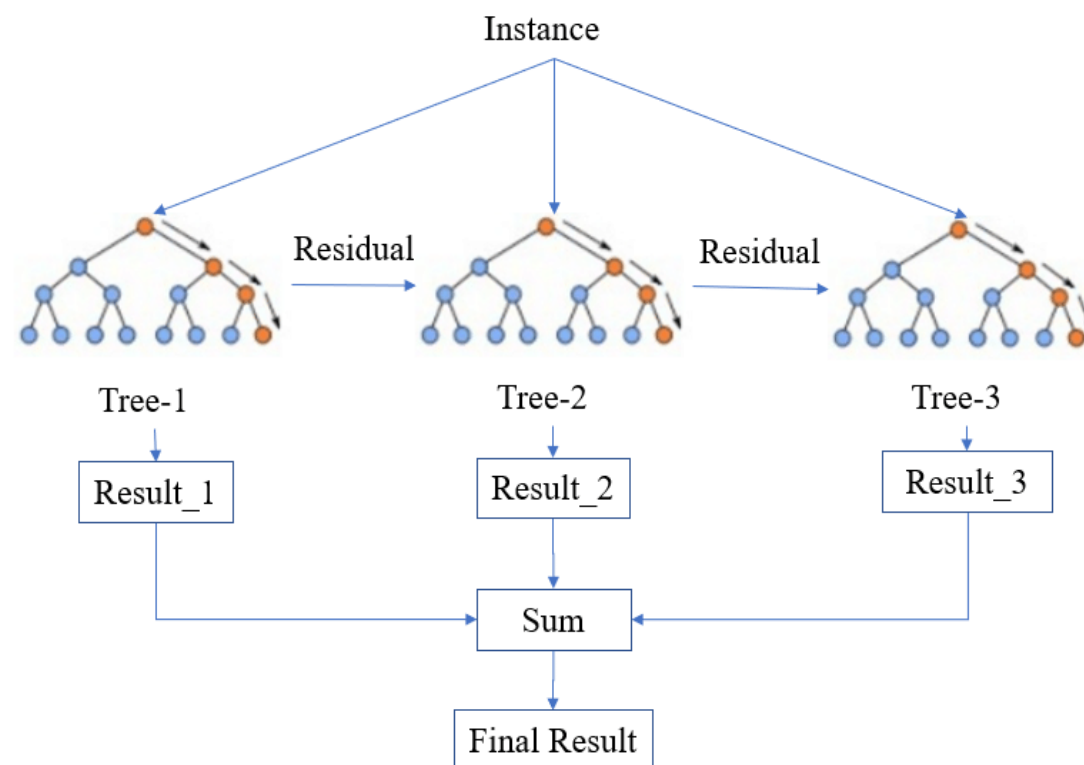 Instance
Residual
Residual
Tree-1
Tree-2
Tree-3
Result_1
Result_2
Result_3
Sum
Final Result